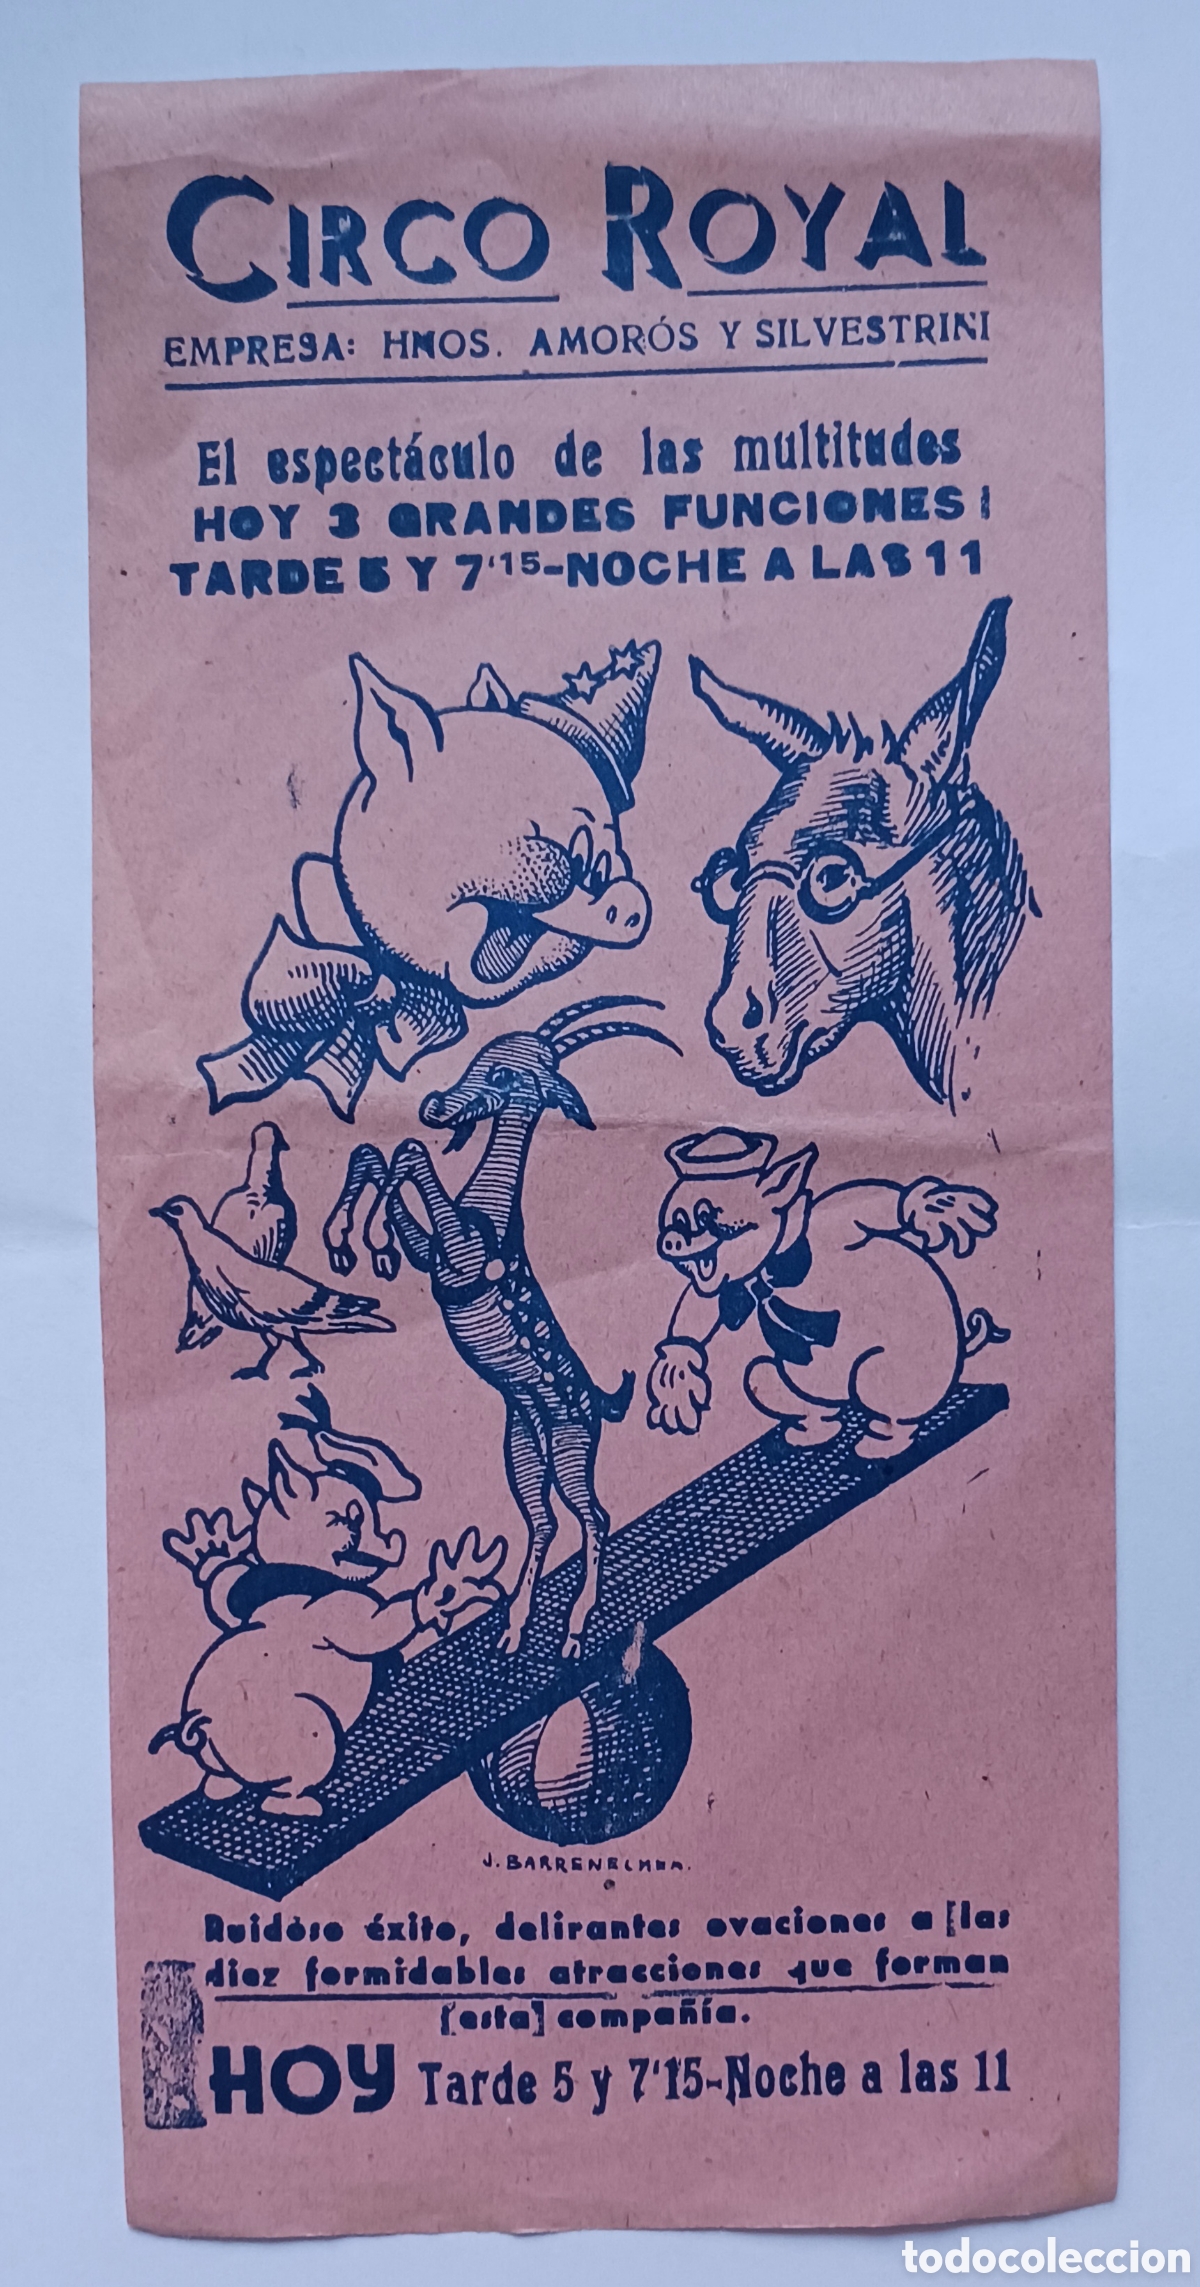 CIRCO ROYAL
EMPRESA: HNOS. AMORÓS Y SILVESTRINI
El espectáculo de las multitudes
HOY 3 GRANDES FUNCIONES ¡
TARDE 5 Y 7'15-NOCHE A LAS 11
J. BARRENECHEA.
Ruidoso éxito, delirantes ovaciones a las
diez formidables atracciones que forman
esta compañía.
HOY Tarde 5 y 7'15-Noche a las 11
todocoleccion